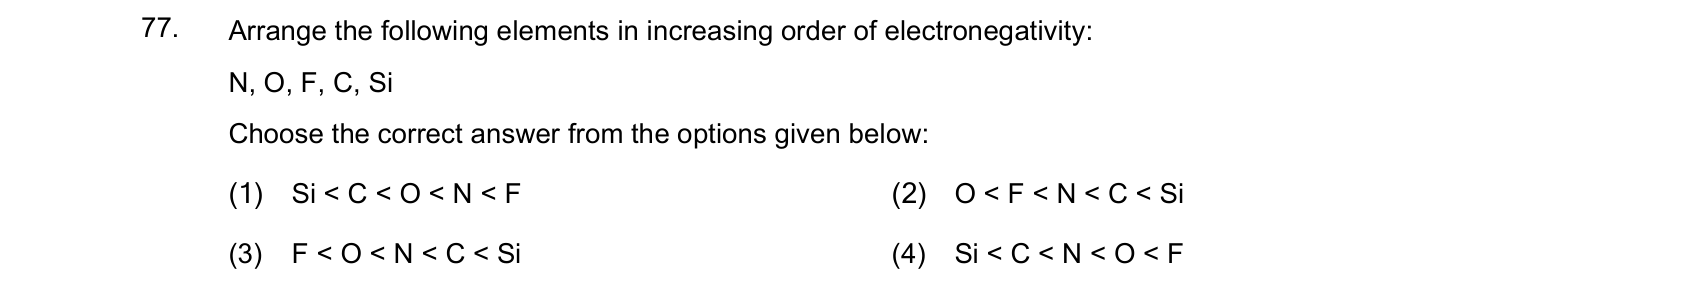 77. Arrange the following elements in increasing order of electronegativity:
N, O, F, C, Si
Choose the correct answer from the options given below:
(1) Si < C < O < N < F (2) O < F < N < C < Si
(3) F < O < N < C < Si (4) Si < C < N < O < F